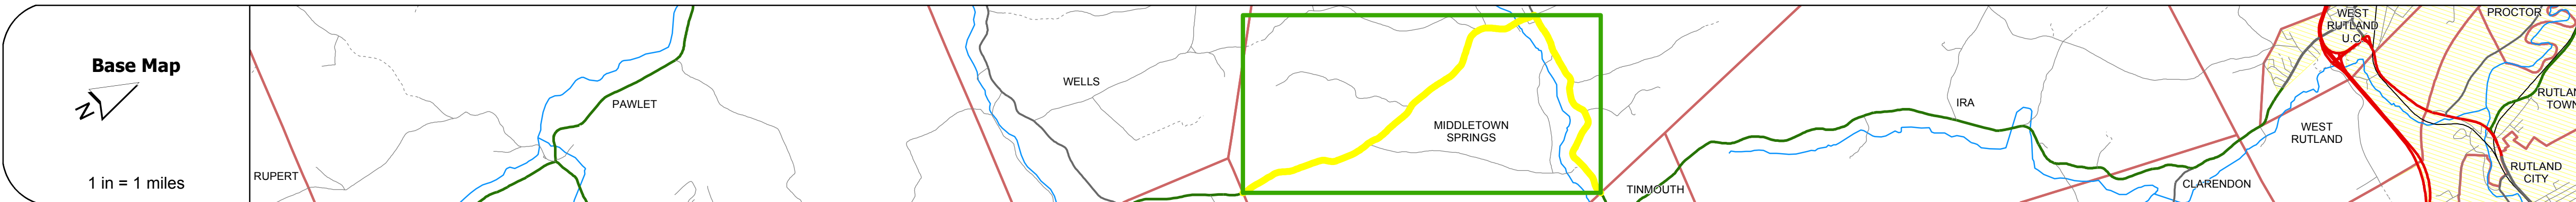 Base Map
N
1 in = 1 miles
RUPERT
PAWLET
WELLS
MIDDLETOWN
SPRINGS
TINMOUTH
IRA
CLARENDON
WEST
RUTLAND
WEST
RUTLAND
U.C.
PROCTOR
RUTLAN
TOWN
RUTLAND
CITY